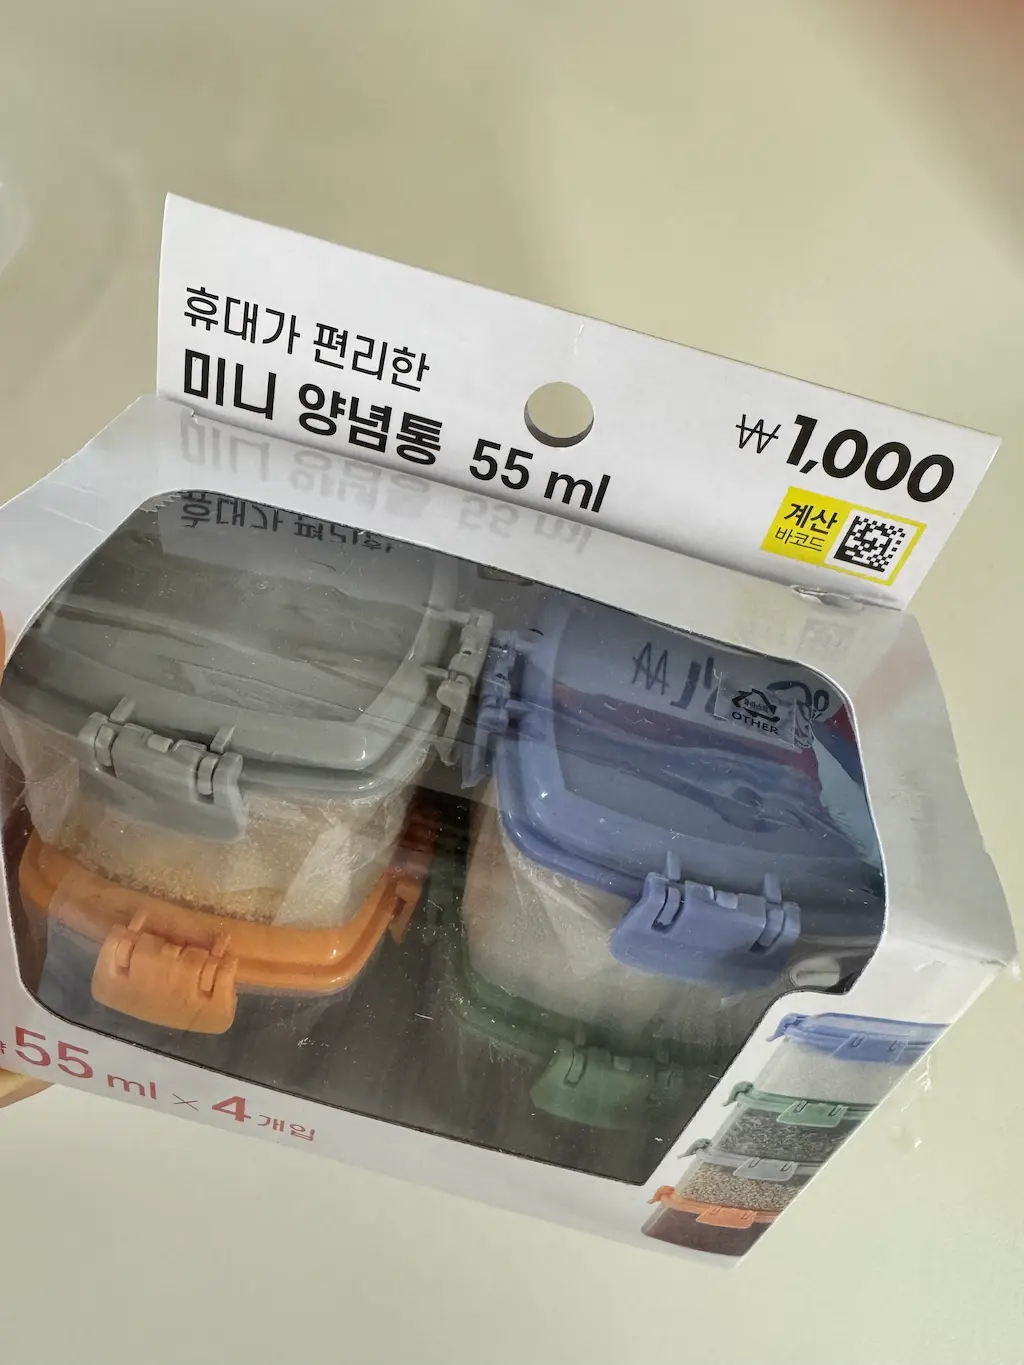 휴대가 편리한
미니 양념통 55 ml
₩1,000
계산
바코드
OTHER
55 ml × 4개입